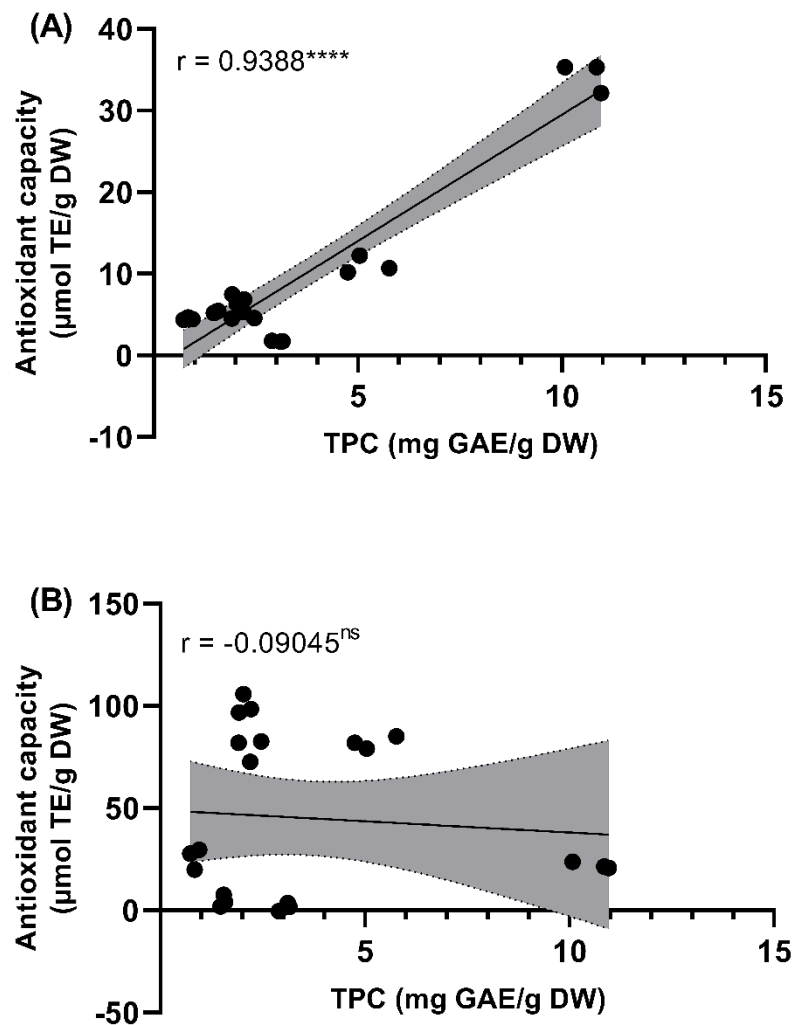 (A)
r = 0.9388****
40
30
20
10
0
-10
Antioxidant capacity
(µmol TE/g DW)
5
10
15
TPC (mg GAE/g DW)
(B)
r = -0.09045ns
150
100
50
0
-50
Antioxidant capacity
(µmol TE/g DW)
5
10
15
TPC (mg GAE/g DW)